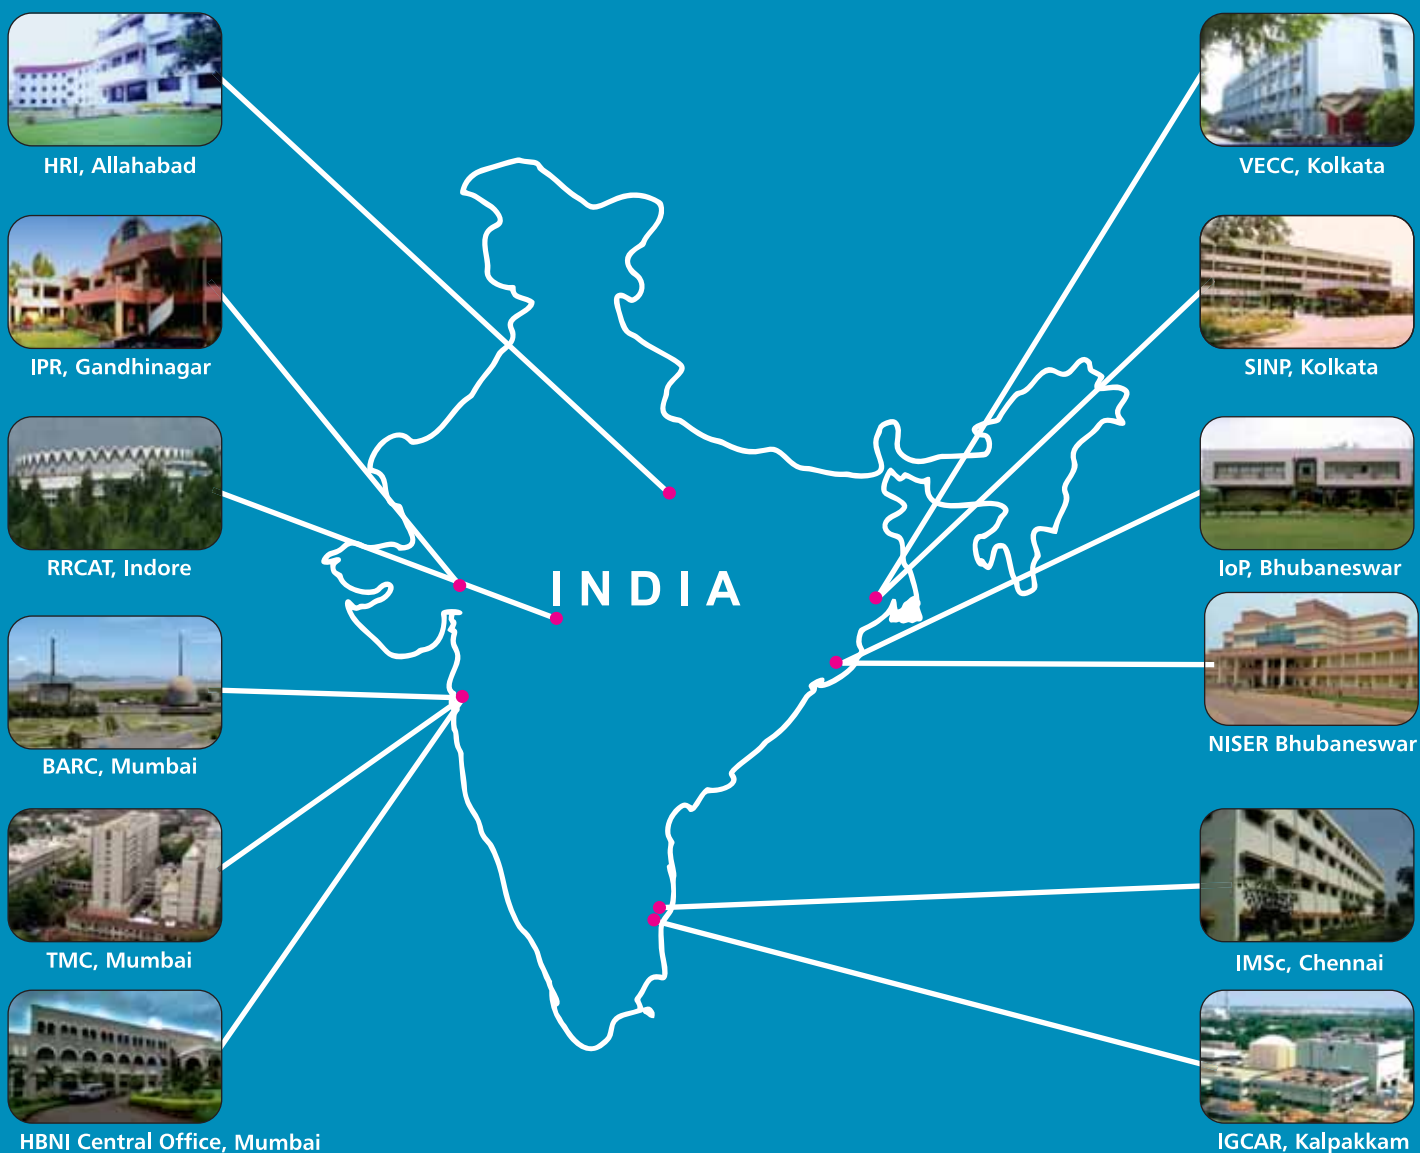 HRI, Allahabad
IPR, Gandhinagar
RRCAT, Indore
BARC, Mumbai
TMC, Mumbai
HBNI Central Office, Mumbai
INDIA
VECC, Kolkata
SINP, Kolkata
IoP, Bhubaneswar
NISER Bhubaneswar
IMSc, Chennai
IGCAR, Kalpakkam